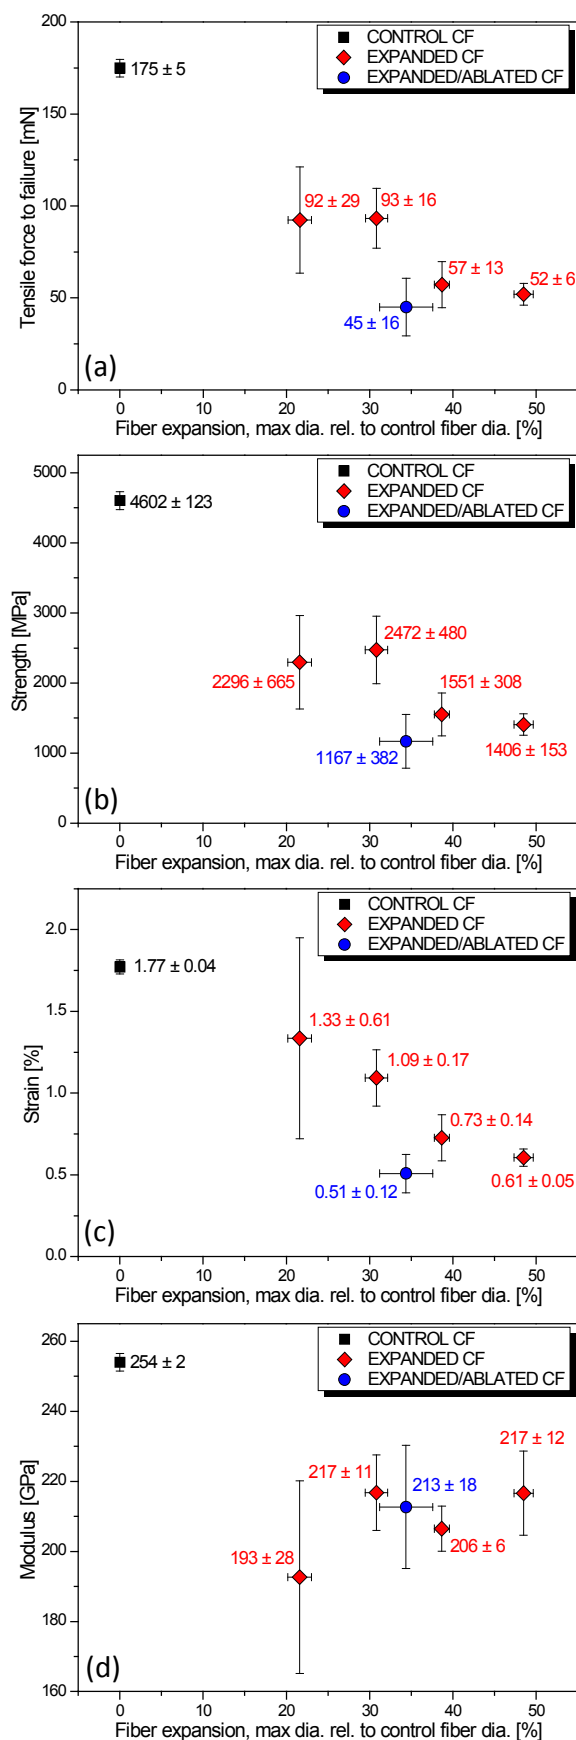 200
CONTROL CF
EXPANDED CF
EXPANDED/ABLATED CF
175 ± 5
150
Tensile force to failure [mN]
100
92 ± 29
93 ± 16
57 ± 13
52 ± 6
50
45 ± 16
(a)
0
0 20 30 40 50
Fiber expansion, max dia. rel. to control fiber dia. [%]
5000
CONTROL CF
EXPANDED CF
EXPANDED/ABLATED CF
4602 ± 123
4000
Strength [MPa]
3000
2472 ± 480
2296 ± 665
1551 ± 308
2000
1167 ± 382
1406 ± 153
1000
(b)
0
0 20 30 40 50
Fiber expansion, max dia. rel. to control fiber dia. [%]
CONTROL CF
EXPANDED CF
EXPANDED/ABLATED CF
2.0
1.77 ± 0.04
Strain [%]
1.5
1.33 ± 0.61
1.09 ± 0.17
1.0
0.73 ± 0.14
0.51 ± 0.12
0.61 ± 0.05
0.5
(c)
0.0
0 20 30 40 50
Fiber expansion, max dia. rel. to control fiber dia. [%]
260
CONTROL CF
EXPANDED CF
EXPANDED/ABLATED CF
254 ± 2
240
Modulus [GPa]
217 ± 12
217 ± 11
213 ± 18
220
206 ± 6
193 ± 28
200
180
(d)
160
0 20 30 40 50
Fiber expansion, max dia. rel. to control fiber dia. [%]